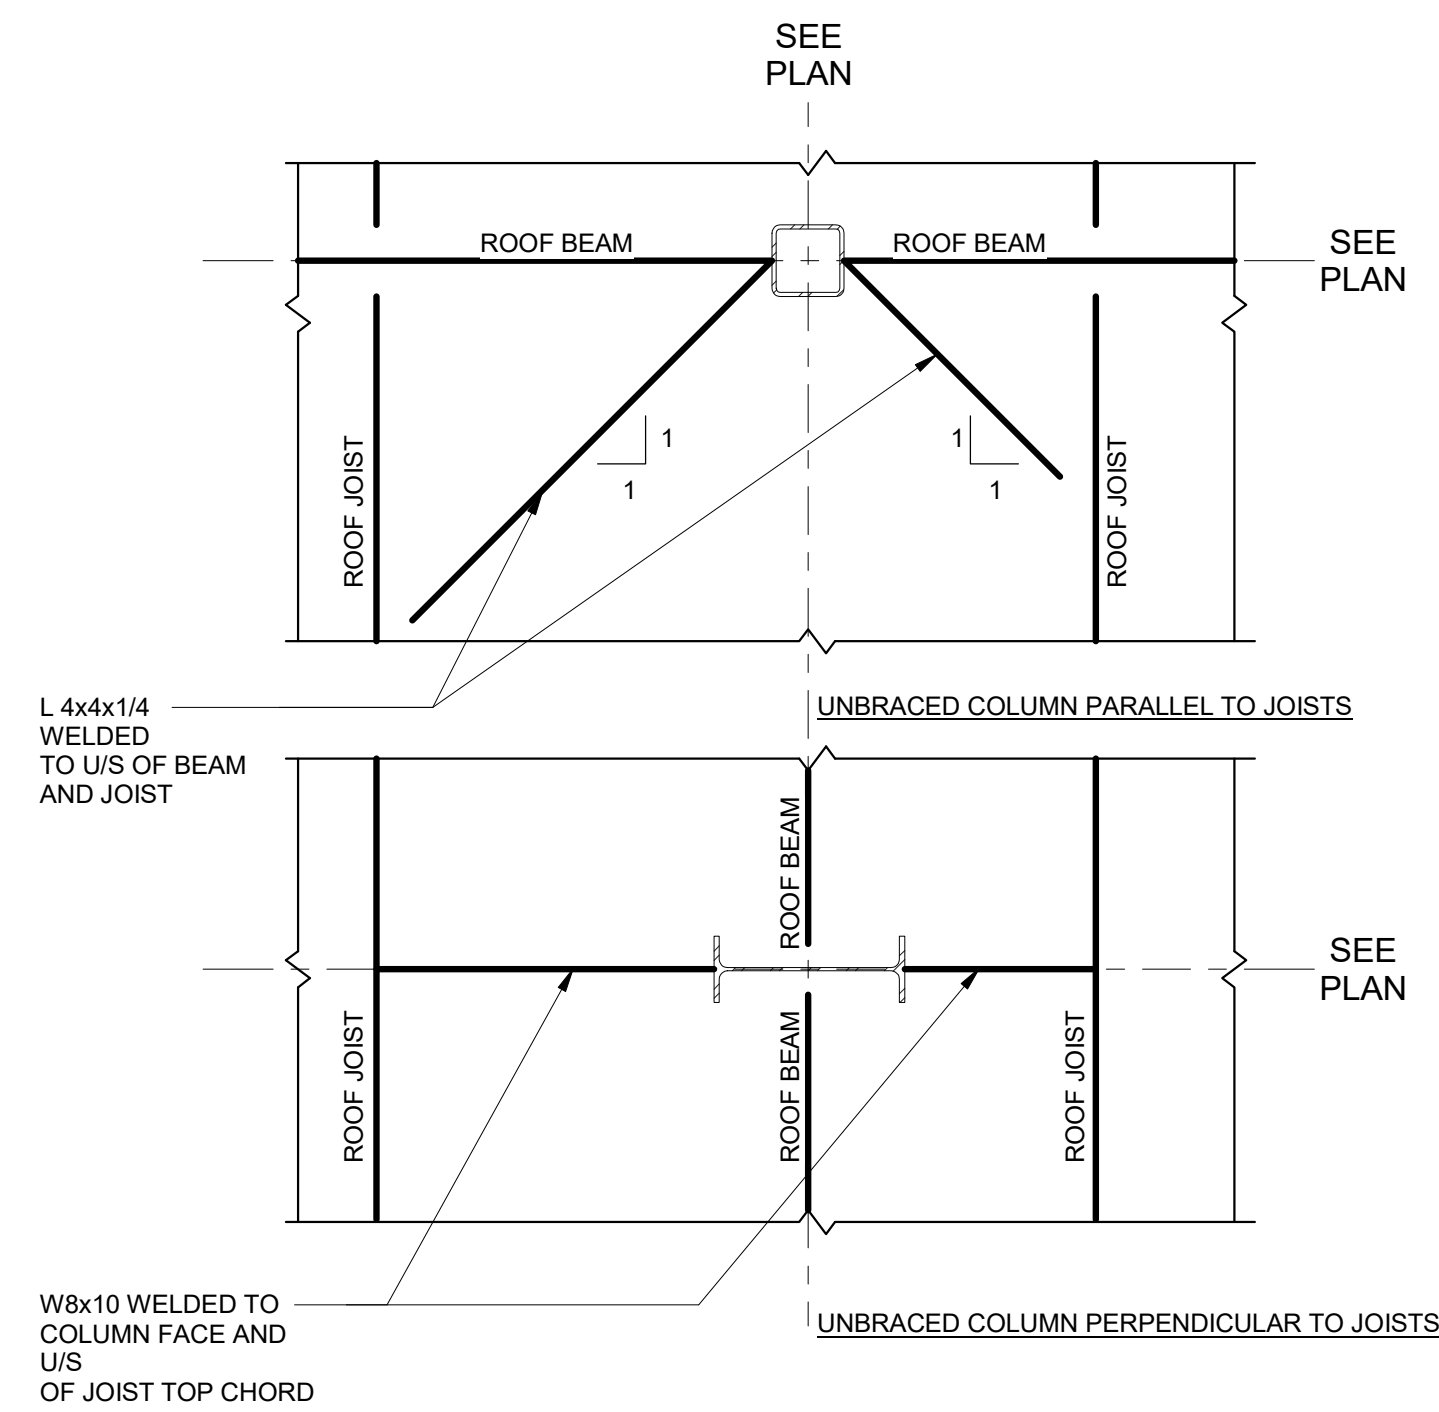 SEE
PLAN
ROOF BEAM
ROOF BEAM
SEE
PLAN
ROOF JOIST
1
1
1
1
ROOF JOIST
L 4x4x1/4
WELDED
TO U/S OF BEAM
AND JOIST
UNBRACED COLUMN PARALLEL TO JOISTS
ROOF BEAM
SEE
PLAN
ROOF JOIST
ROOF BEAM
ROOF JOIST
W8x10 WELDED TO
COLUMN FACE AND
U/S
OF JOIST TOP CHORD
UNBRACED COLUMN PERPENDICULAR TO JOISTS